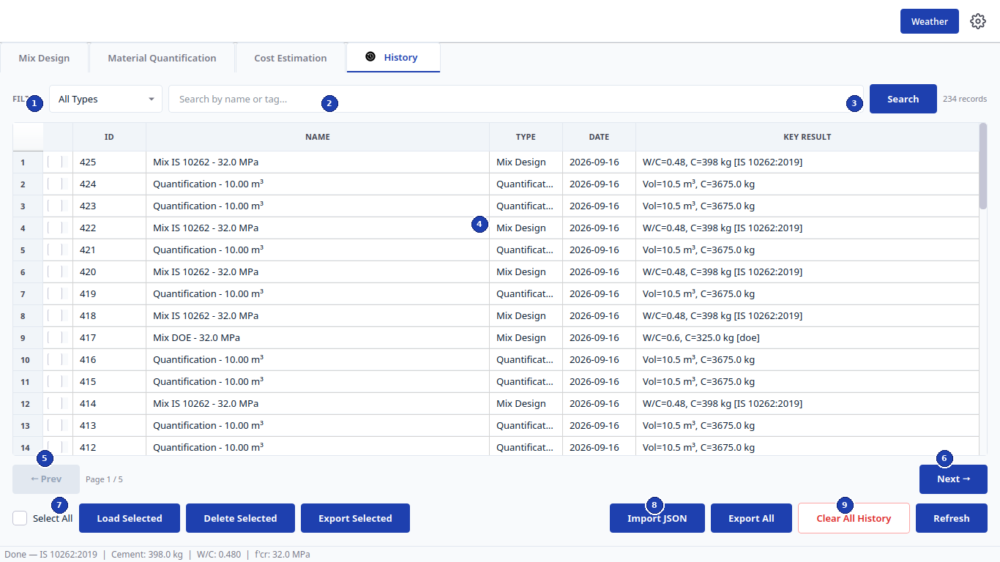 Weather
Mix Design Material Quantification Cost Estimation History
1 All Types Search by name or tag... 2 3 Search 234 records
ID NAME TYPE DATE KEY RESULT
1 425 Mix IS 10262 - 32.0 MPa Mix Design 2026-09-16 W/C=0.48, C=398 kg [IS 10262:2019]
2 424 Quantification - 10.00 m³ Quantificat... 2026-09-16 Vol=10.5 m³, C=3675.0 kg
3 423 Quantification - 10.00 m³ Quantificat... 2026-09-16 Vol=10.5 m³, C=3675.0 kg
4 422 Mix IS 10262 - 32.0 MPa 4 Mix Design 2026-09-16 W/C=0.48, C=398 kg [IS 10262:2019]
5 421 Quantification - 10.00 m³ Quantificat... 2026-09-16 Vol=10.5 m³, C=3675.0 kg
6 420 Mix IS 10262 - 32.0 MPa Mix Design 2026-09-16 W/C=0.48, C=398 kg [IS 10262:2019]
7 419 Quantification - 10.00 m³ Quantificat... 2026-09-16 Vol=10.5 m³, C=3675.0 kg
8 418 Mix IS 10262 - 32.0 MPa Mix Design 2026-09-16 W/C=0.48, C=398 kg [IS 10262:2019]
9 417 Mix DOE - 32.0 MPa Mix Design 2026-09-16 W/C=0.6, C=325.0 kg [doe]
10 416 Quantification - 10.00 m³ Quantificat... 2026-09-16 Vol=10.5 m³, C=3675.0 kg
11 415 Quantification - 10.00 m³ Quantificat... 2026-09-16 Vol=10.5 m³, C=3675.0 kg
12 414 Mix IS 10262 - 32.0 MPa Mix Design 2026-09-16 W/C=0.48, C=398 kg [IS 10262:2019]
13 413 Quantification - 10.00 m³ Quantificat... 2026-09-16 Vol=10.5 m³, C=3675.0 kg
14 412 Quantification - 10.00 m³ Quantificat... 2026-09-16 Vol=10.5 m³, C=3675.0 kg
5 6
← Prev Page 1 / 5 Next →
7 8 9
Select All Load Selected Delete Selected Export Selected Import JSON Export All Clear All History Refresh
Done — IS 10262:2019 | Cement: 398.0 kg | W/C: 0.480 | f'cr: 32.0 MPa